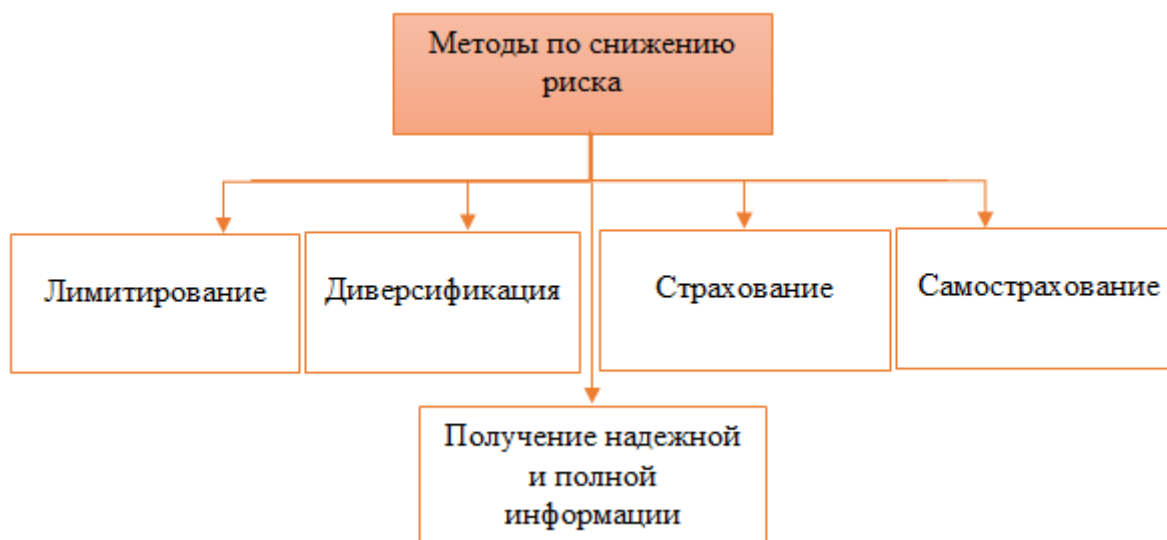 Методы по снижению
риска
Лимитирование
Диверсификация
Страхование
Самострахование
Получение надежной
и полной
информации